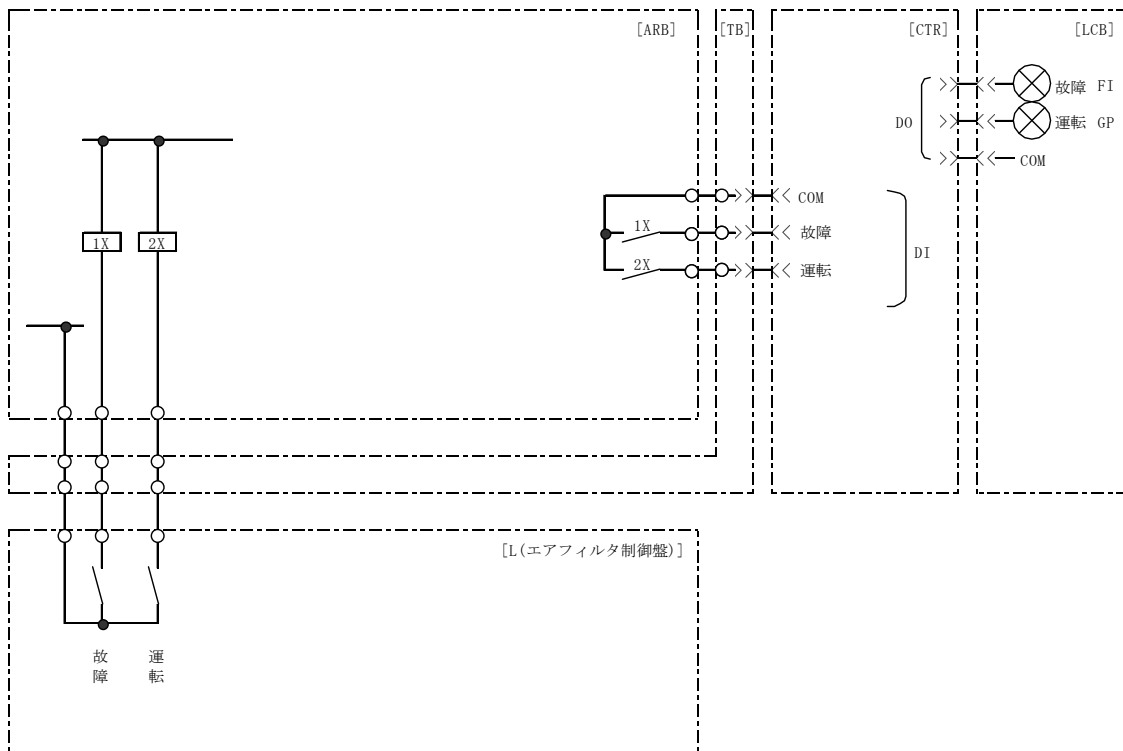 [ARB]
[TB]
[CTR]
[LCB]
故障 FI
DO
運転 GP
COM
COM
1X
故障
1X
2X
DI
2X
運転
[L(エアフィルタ制御盤)]
故障
運転